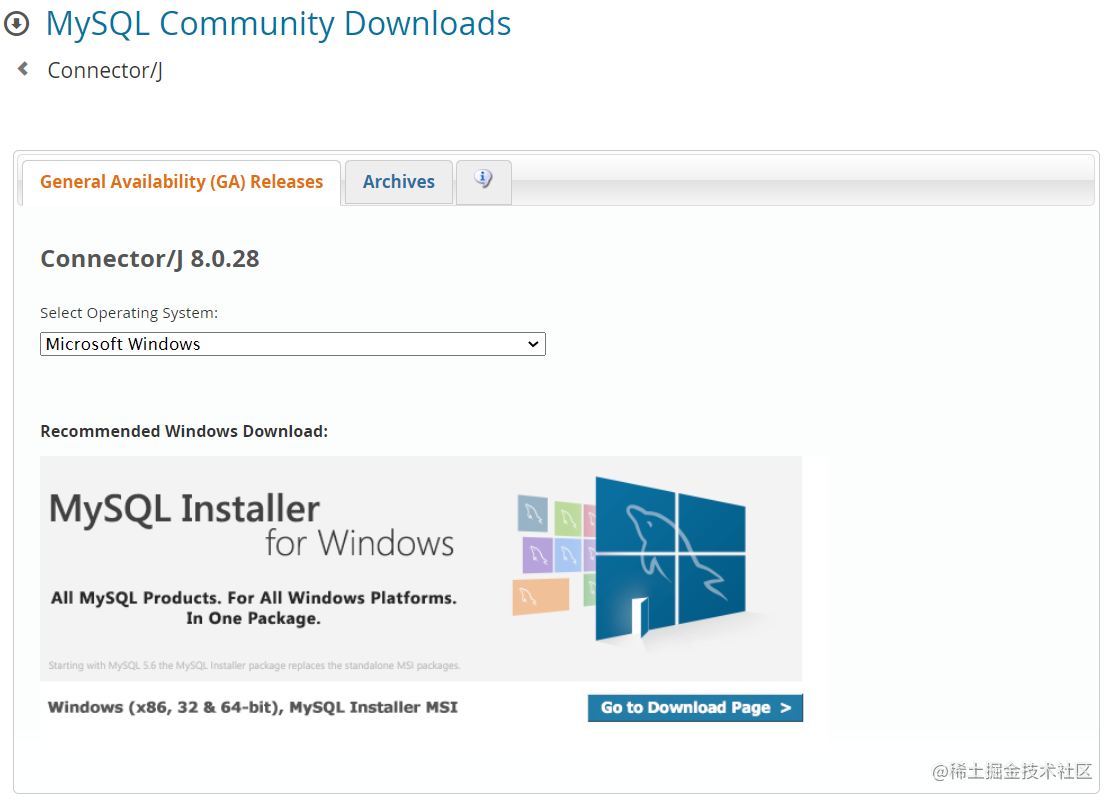 MySQL Community Downloads
Connector/J
General Availability (GA) Releases
Archives
Connector/J 8.0.28
Select Operating System:
Microsoft Windows
Recommended Windows Download:
MySQL Installer
for Windows
All MySQL Products. For All Windows Platforms.
In One Package.
Starting with MySQL 5.6 the MySQL Installer package replaces the standalone MSI packages.
Windows (x86, 32 & 64-bit), MySQL Installer MSI
Go to Download Page >
@稀土掘金技术社区